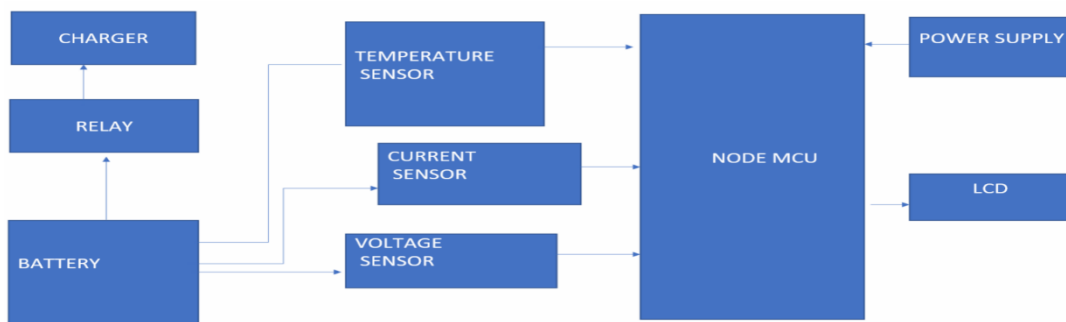 CHARGER
RELAY
BATTERY
TEMPERATURE
SENSOR
CURRENT
SENSOR
VOLTAGE
SENSOR
NODE MCU
POWER SUPPLY
LCD